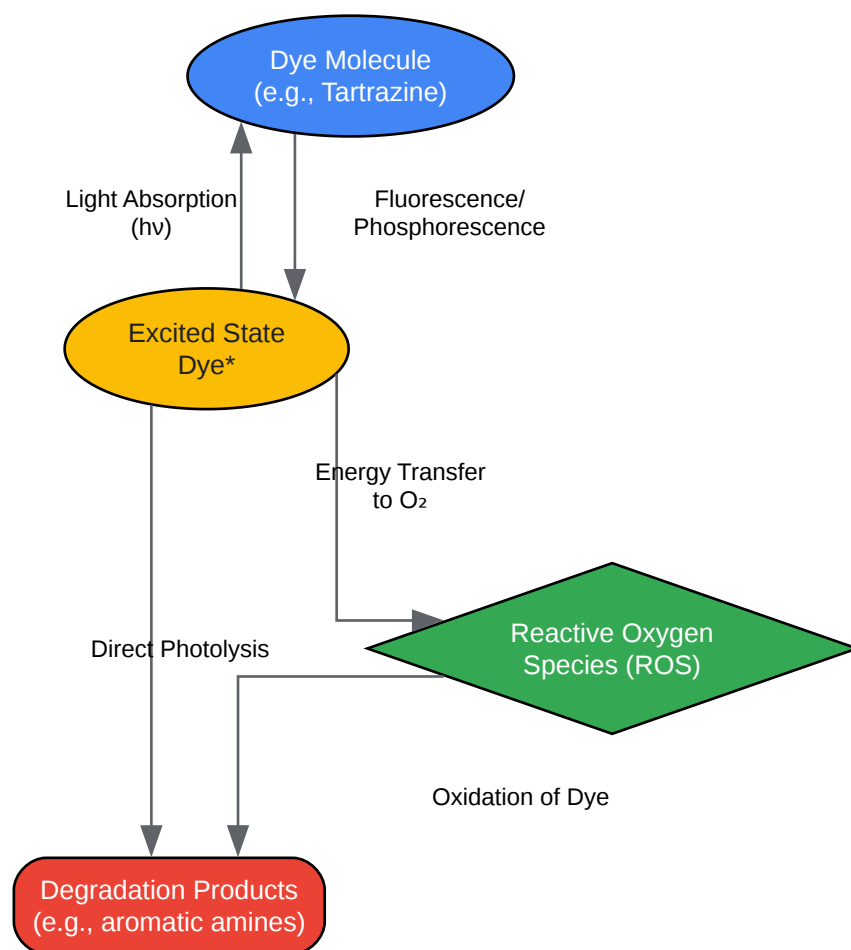 Dye Molecule
(e.g., Tartrazine)
Light Absorption
(hν)
Fluorescence/
Phosphorescence
Excited State
Dye*
Energy Transfer
to O₂
Reactive Oxygen
Species (ROS)
Direct Photolysis
Oxidation of Dye
Degradation Products
(e.g., aromatic amines)